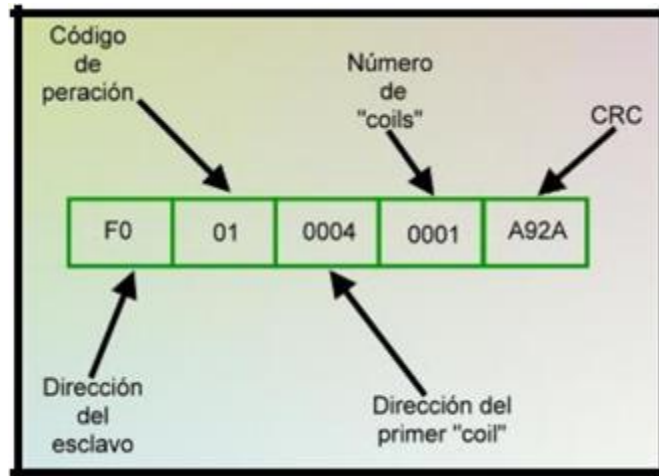 Código
de
peración
Número
de
"coils"
CRC
F0 01 0004 0001 A92A
Dirección
del
esclavo
Dirección del
primer "coil"